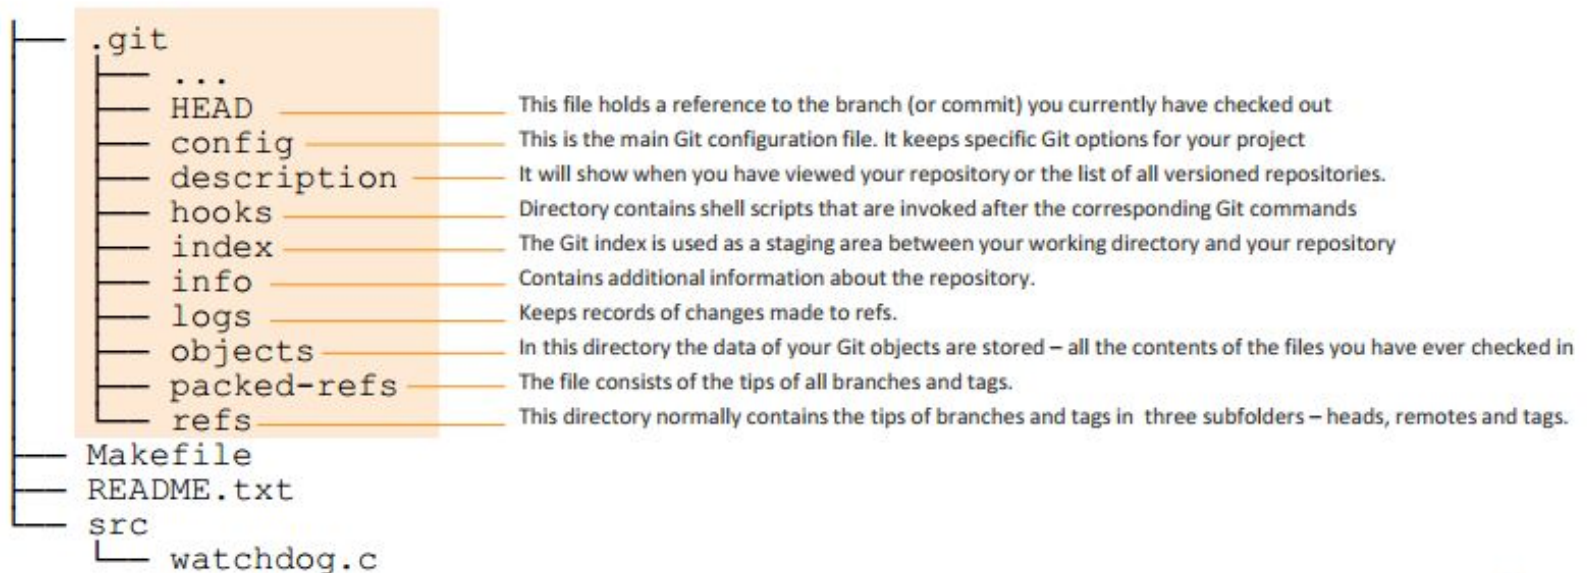 .git
...
HEAD This file holds a reference to the branch (or commit) you currently have checked out
config This is the main Git configuration file. It keeps specific Git options for your project
description It will show when you have viewed your repository or the list of all versioned repositories.
hooks Directory contains shell scripts that are invoked after the corresponding Git commands
index The Git index is used as a staging area between your working directory and your repository
info Contains additional information about the repository.
logs Keeps records of changes made to refs.
objects In this directory the data of your Git objects are stored – all the contents of the files you have ever checked in
packed-refs The file consists of the tips of all branches and tags.
refs This directory normally contains the tips of branches and tags in three subfolders – heads, remotes and tags.
Makefile
README.txt
src
watchdog.c